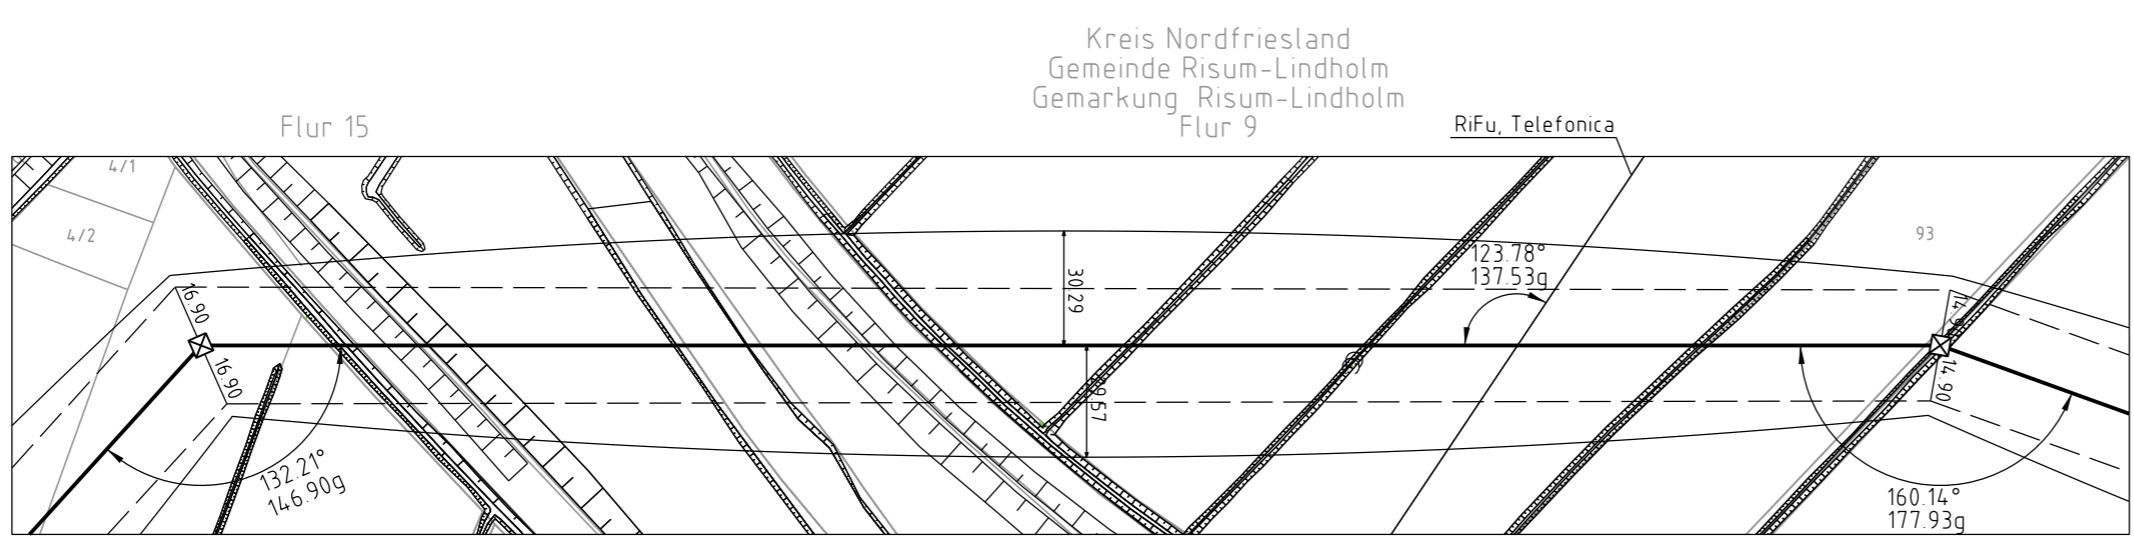 Kreis Nordfriesland
Gemeinde Risum-Lindholm
Gemarkung Risum-Lindholm
Flur 15
Flur 9
RiFu, Telefonica
4/1
4/2
93
16.90
16.90
30.29
123.78°
137.53g
14.90
132.21°
146.90g
160.14°
177.93g